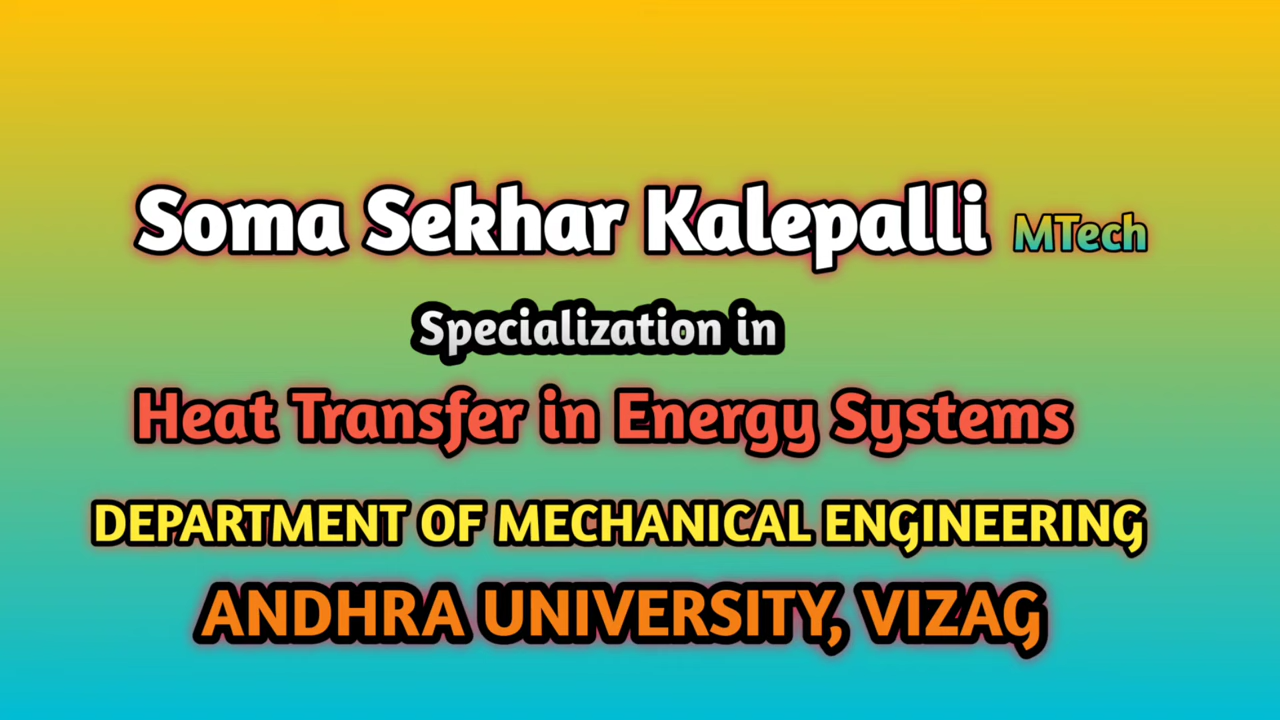 Soma Sekhar Kalepalli MTech
Specialization in
Heat Transfer in Energy Systems
DEPARTMENT OF MECHANICAL ENGINEERING
ANDHRA UNIVERSITY, VIZAG